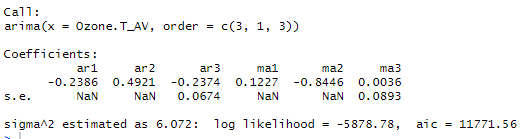 Call:
arima(x = Ozone.T_AV, order = c(3, 1, 3))
Coefficients:
ar1 ar2 ar3 ma1 ma2 ma3
-0.2386 0.4921 -0.2374 0.1227 -0.8446 0.0036
s.e. NaN NaN 0.0674 NaN NaN 0.0893
sigma^2 estimated as 6.072: log likelihood = -5878.78, aic = 11771.56
>